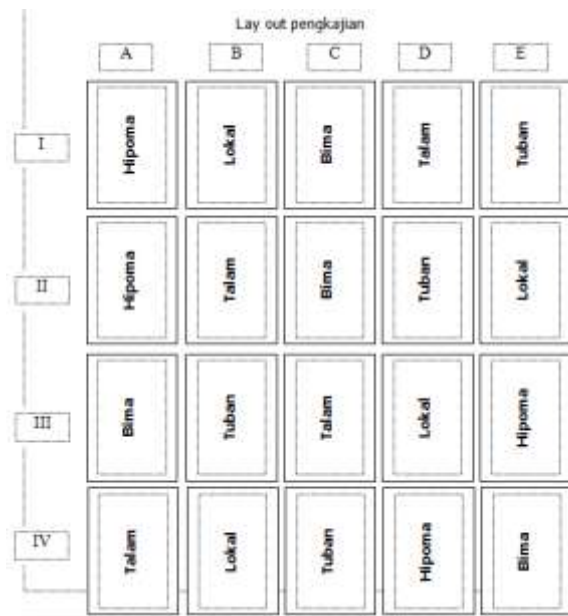 Lay out pengkajian
A B C D E
I Hipoma Lokal Bima Talam Tuban
II Hipoma Talam Bima Tuban Lokal
III Bima Tuban Talam Lokal Hipoma
IV Talam Lokal Tuban Hipoma Bima